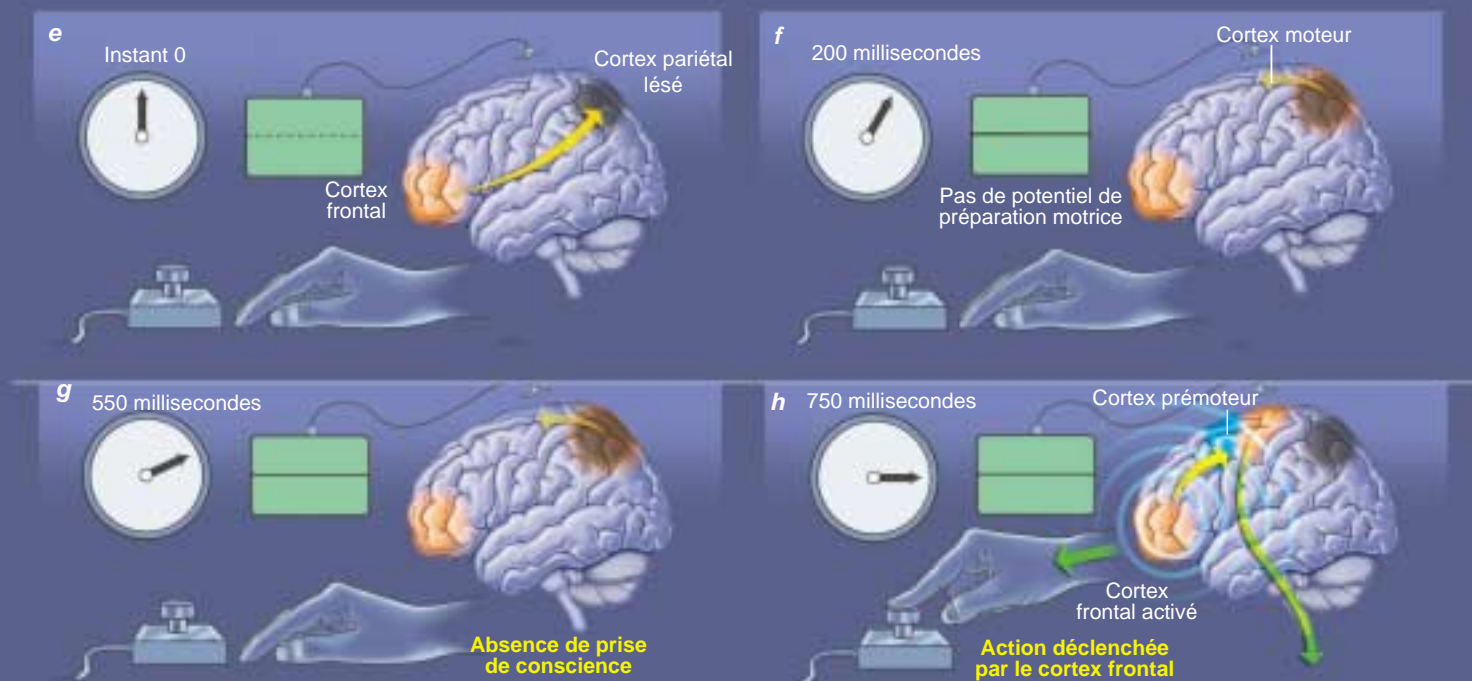 e
Instant 0
Cortex pariétal
lésé
Cortex
frontal
f
200 millisecondes
Cortex moteur
Pas de potentiel de
préparation motrice
g
550 millisecondes
Absence de prise
de conscience
h
750 millisecondes
Cortex prémoteur
Cortex
frontal activé
Action déclenchée
par le cortex frontal